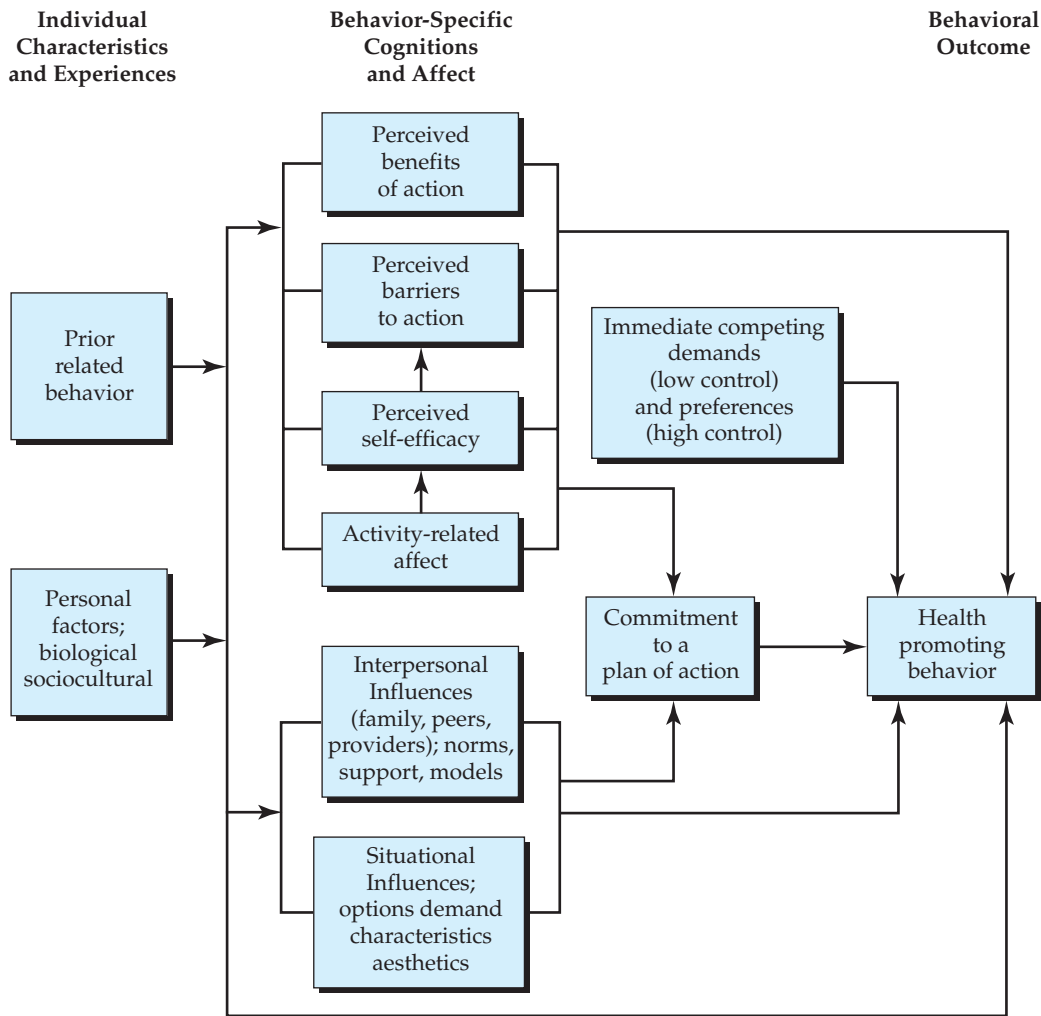 Individual
Characteristics
and Experiences
Behavior-Specific
Cognitions
and Affect
Behavioral
Outcome
Perceived
benefits
of action
Perceived
barriers
to action
Prior
related
behavior
Immediate competing
demands
(low control)
and preferences
(high control)
Perceived
self-efficacy
Activity-related
affect
Personal
factors;
biological
sociocultural
Commitment
to a
plan of action
Health
promoting
behavior
Interpersonal
Influences
(family, peers,
providers); norms,
support, models
Situational
Influences;
options demand
characteristics
aesthetics